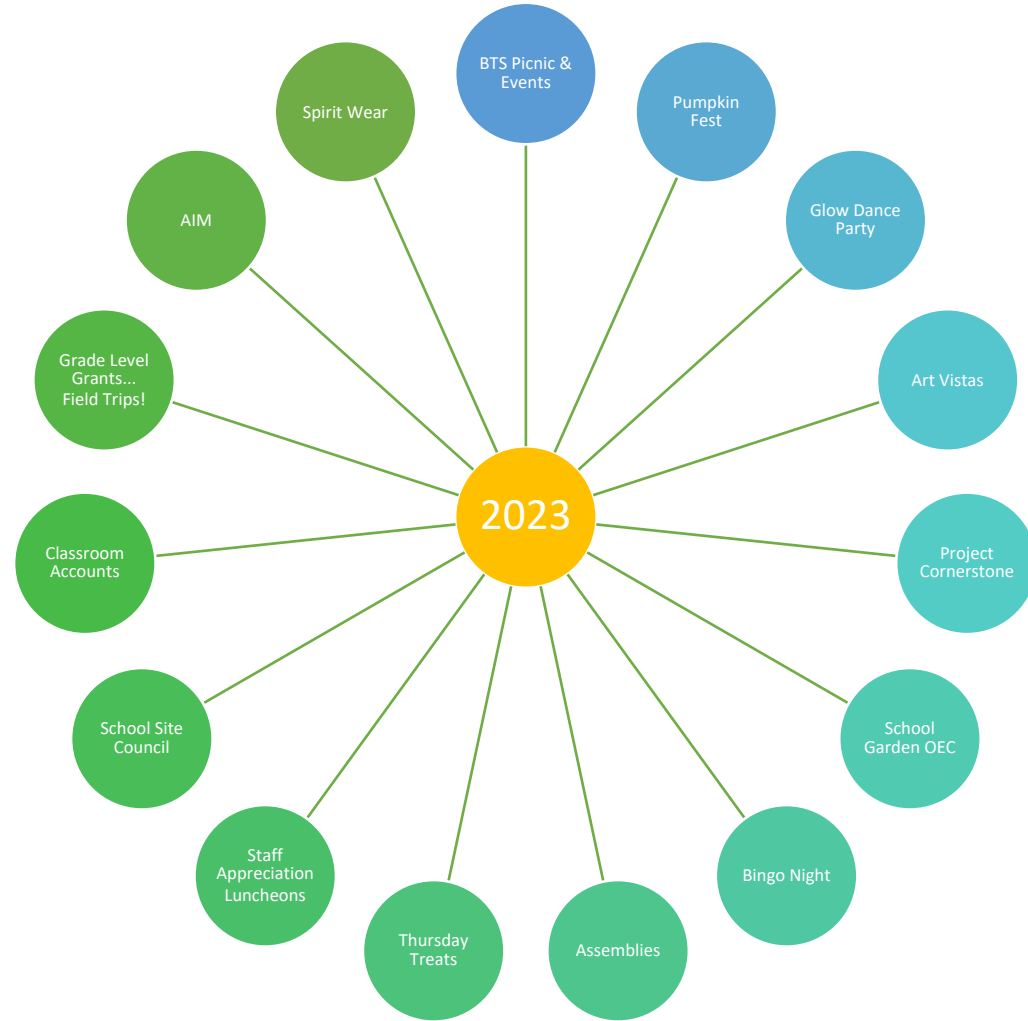 BTS Picnic &
Events
Pumpkin
Fest
Glow Dance
Party
Art Vistas
Project
Cornerstone
School
Garden OEC
Bingo Night
Assemblies
Thursday
Treats
Staff
Appreciation
Luncheons
School Site
Council
Classroom
Accounts
Grade Level
Grants...
Field Trips!
AIM
Spirit Wear
2023